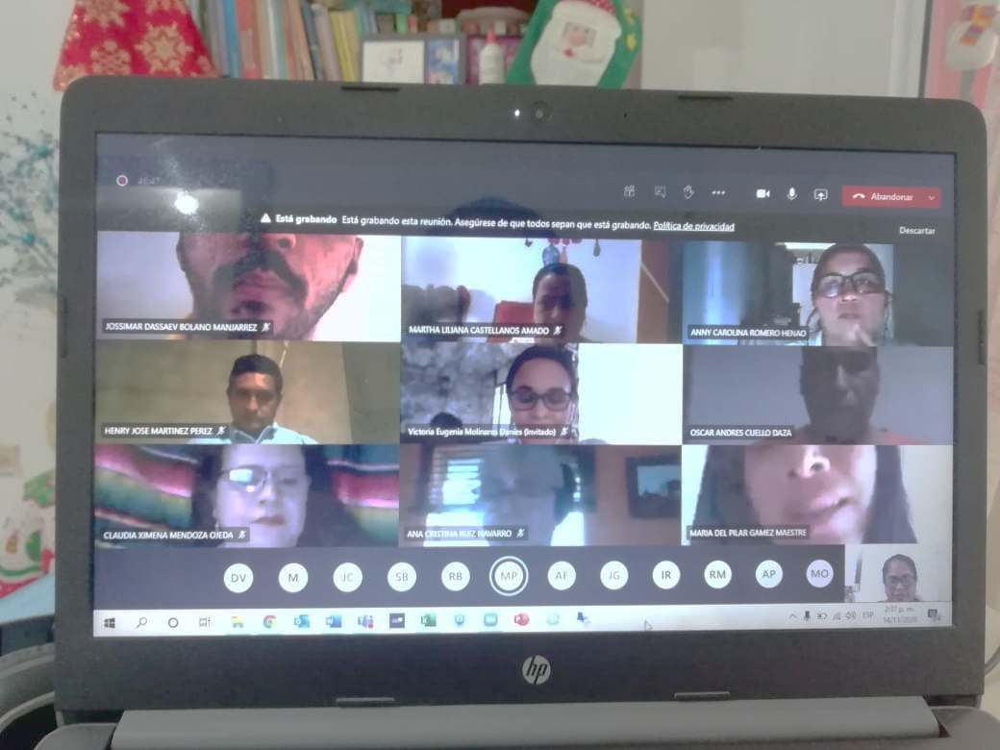 46:47
Abandonar
Está grabando Está grabando esta reunión. Asegúrese de que todos sepan que está grabando. Política de privacidad
Descartar
JOSSIMAR DASSAEV BOLANO MANJARREZ
MARTHA LILIANA CASTELLANOS AMADO
ANNY CAROLINA ROMERO HENAO
HENRY JOSE MARTINEZ PEREZ
Victoria Eugenia Molinares Daníes (Invitado)
OSCAR ANDRES CUELLO DAZA
CLAUDIA XIMENA MENDOZA OJEDA
ANA CRISTINA RUIZ NAVARRO
MARIA DEL PILAR GAMEZ MAESTRE
DV M JC SB RB MP AF JG IR RM AP MO
ESP
2:37 p. m.
14/11/2020
hp